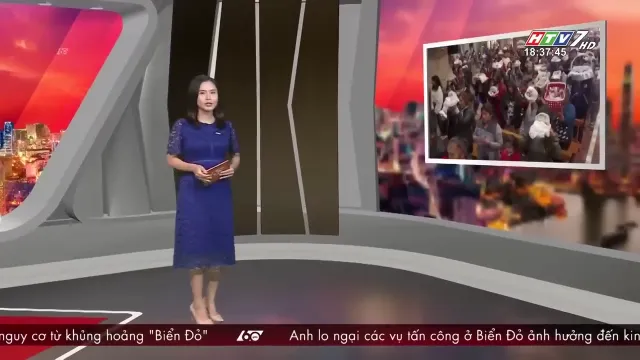 HTV7 HD
18:37:45
nguy cơ từ khủng hoảng "Biển Đỏ" 60 Anh lo ngại các vụ tấn công ở Biển Đỏ ảnh hưởng đến kin